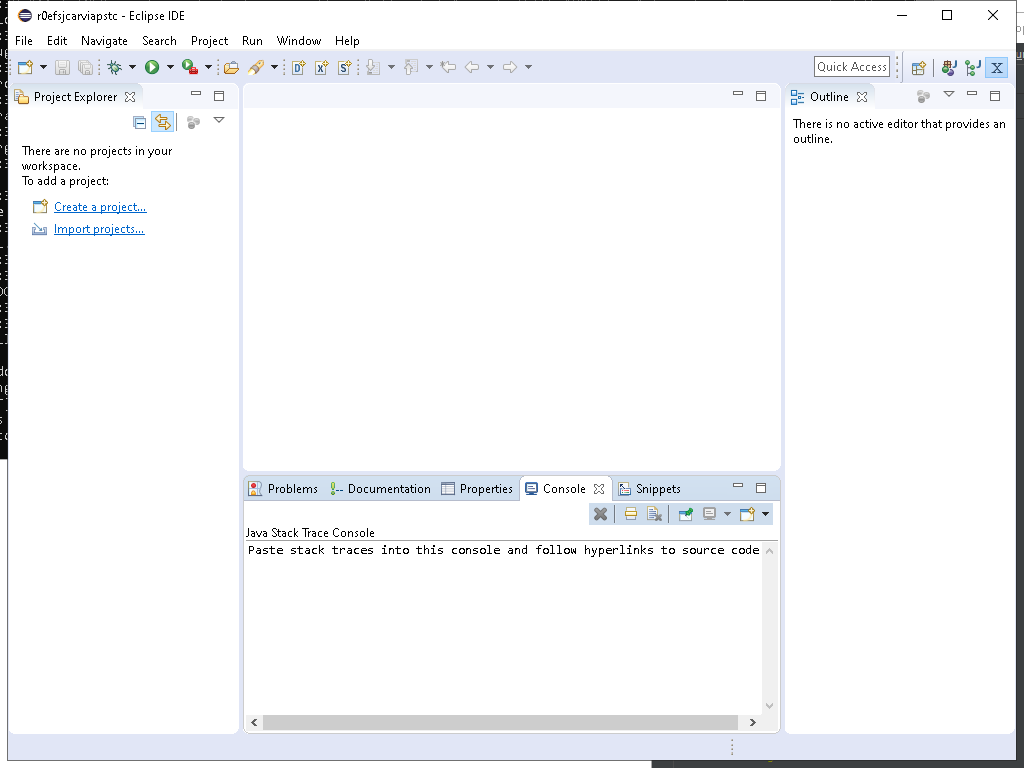 r0efsjcarviapstc - Eclipse IDE
File Edit Navigate Search Project Run Window Help
Quick Access
Project Explorer
There are no projects in your
workspace.
To add a project:
Create a project...
Import projects...
Outline
There is no active editor that provides an
outline.
Problems Documentation Properties Console Snippets
Java Stack Trace Console
Paste stack traces into this console and follow hyperlinks to source code